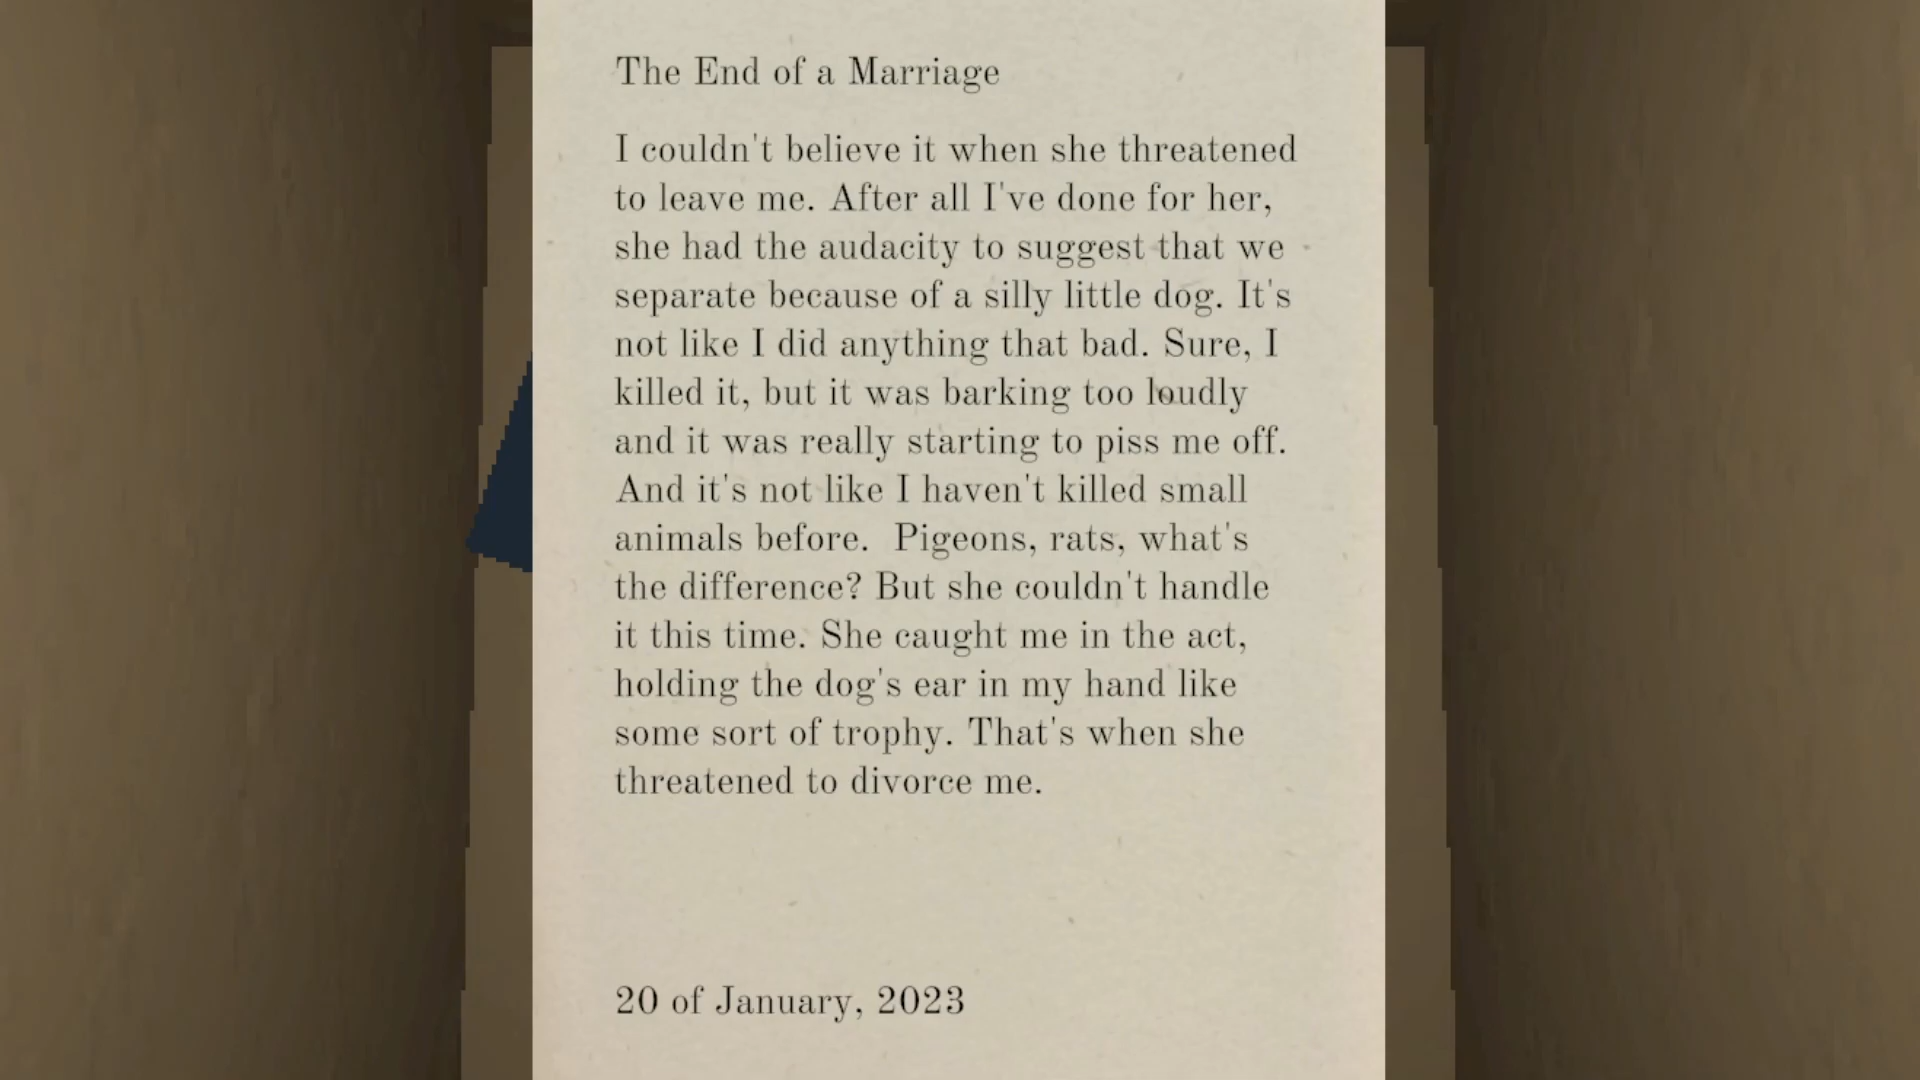 The End of a Marriage
I couldn't believe it when she threatened
to leave me. After all I've done for her,
she had the audacity to suggest that we
separate because of a silly little dog. It's
not like I did anything that bad. Sure, I
killed it, but it was barking too loudly
and it was really starting to piss me off.
And it's not like I haven't killed small
animals before.  Pigeons, rats, what's
the difference? But she couldn't handle
it this time. She caught me in the act,
holding the dog's ear in my hand like
some sort of trophy. That's when she
threatened to divorce me.
20 of January, 2023